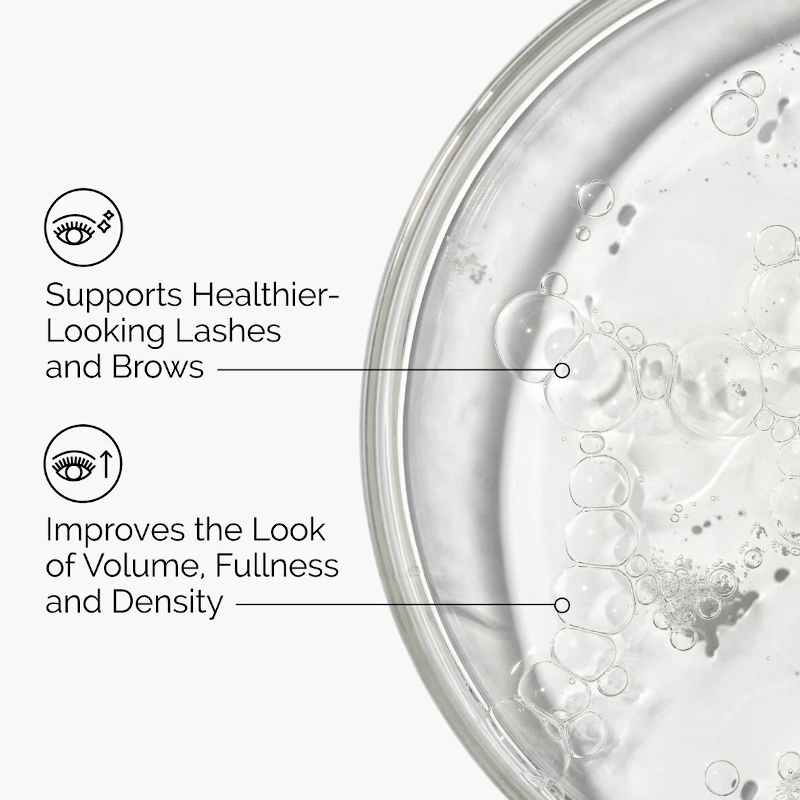 Supports Healthier-
Looking Lashes
and Brows
Improves the Look
of Volume, Fullness
and Density